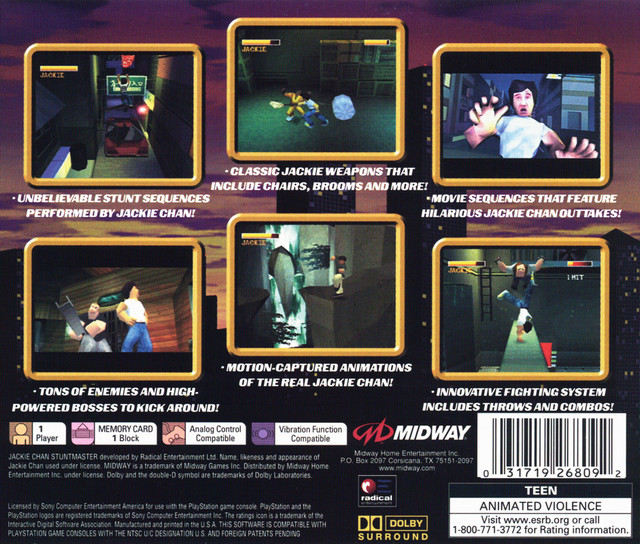 JACKIE
JACKIE
• UNBELIEVABLE STUNT SEQUENCES
PERFORMED BY JACKIE CHAN!
• CLASSIC JACKIE WEAPONS THAT
INCLUDE CHAIRS, BROOMS AND MORE!
• MOVIE SEQUENCES THAT FEATURE
HILARIOUS JACKIE CHAN OUTTAKES!
JACKIE
JACKIE
1 HIT
• TONS OF ENEMIES AND HIGH-
POWERED BOSSES TO KICK AROUND!
• MOTION-CAPTURED ANIMATIONS
OF THE REAL JACKIE CHAN!
• INNOVATIVE FIGHTING SYSTEM
INCLUDES THROWS AND COMBOS!
1
Player
MEMORY CARD
1 Block
Analog Control
Compatible
Vibration Function
Compatible
MIDWAY
Midway Home Entertainment Inc.
P.O. Box 2097 Corsicana, TX 75151-2097
www.midway.com
JACKIE CHAN STUNTMASTER developed by Radical Entertainment Ltd. Name, likeness and appearance of
Jackie Chan used under license. MIDWAY is a trademark of Midway Games Inc. Distributed by Midway Home
Entertainment Inc. under license. Dolby and the double-D symbol are trademarks of Dolby Laboratories.
Licensed by Sony Computer Entertainment America for use with the PlayStation game console. PlayStation and the
PlayStation logos are registered trademarks of Sony Computer Entertainment Inc. The ratings icon is a trademark of the
Interactive Digital Software Association. Manufactured and printed in the U.S.A. THIS SOFTWARE IS COMPATIBLE WITH
PLAYSTATION GAME CONSOLES WITH THE NTSC U/C DESIGNATION U.S. AND FOREIGN PATENTS PENDING
radical
entertainment
DOLBY
SURROUND
0 31719 26809 2
TEEN
ANIMATED VIOLENCE
Visit www.esrb.org or call
1-800-771-3772 for Rating information.